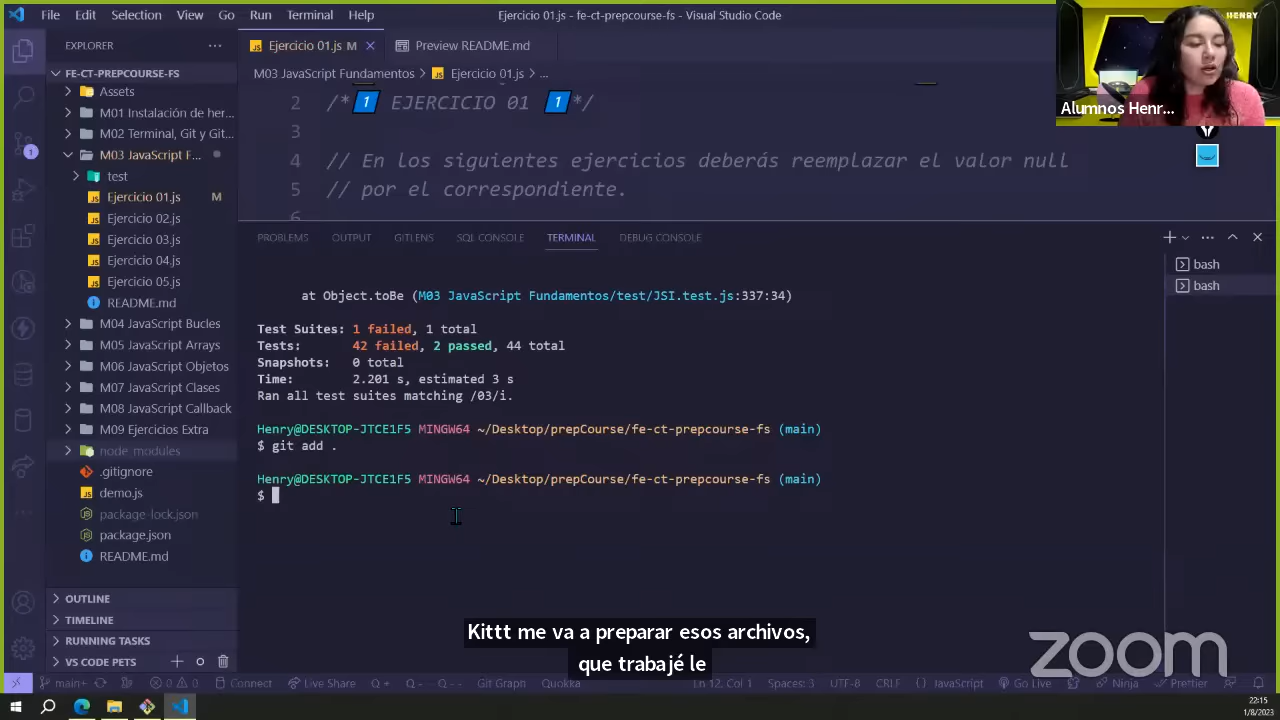 File Edit Selection View Go Run Terminal Help
Ejercicio 01.js - fe-ct-prepcourse-fs - Visual Studio Code
HENRY
Alumnos Henr...
EXPLORER
Ejercicio 01.js M
Preview README.md
FE-CT-PREPCOURSE-FS
M03 JavaScript Fundamentos > Ejercicio 01.js > ...
Assets
M01 Instalación de her...
M02 Terminal, Git y Git...
M03 JavaScript F...
test
Ejercicio 01.js M
Ejercicio 02.js
Ejercicio 03.js
Ejercicio 04.js
Ejercicio 05.js
README.md
M04 JavaScript Bucles
M05 JavaScript Arrays
M06 JavaScript Objetos
M07 JavaScript Clases
M08 JavaScript Callback
M09 Ejercicios Extra
node_modules
.gitignore
demo.js
package-lock.json
package.json
README.md
OUTLINE
TIMELINE
RUNNING TASKS
VS CODE PETS
1
2 /*1 EJERCICIO 01 1*/
3
4 // En los siguientes ejercicios deberás reemplazar el valor null
5 // por el correspondiente.
6
PROBLEMS OUTPUT GITLENS SQL CONSOLE TERMINAL DEBUG CONSOLE
bash
bash
at Object.toBe (M03 JavaScript Fundamentos/test/JSI.test.js:337:34)
Test Suites: 1 failed, 1 total
Tests: 42 failed, 2 passed, 44 total
Snapshots: 0 total
Time: 2.201 s, estimated 3 s
Ran all test suites matching /03/i.
Henry@DESKTOP-JTCE1F5 MINGW64 ~/Desktop/prepCourse/fe-ct-prepcourse-fs (main)
$ git add .
Henry@DESKTOP-JTCE1F5 MINGW64 ~/Desktop/prepCourse/fe-ct-prepcourse-fs (main)
$
Kittt me va a preparar esos archivos,
que trabajé le
zoom
main+ 0 0 Connect Live Share Q + Q - Q - - Git Graph Quokka Ln 12, Col 1 Spaces: 3 UTF-8 CRLF {} JavaScript Go Live Ninja Prettier
22:15
1/8/2023